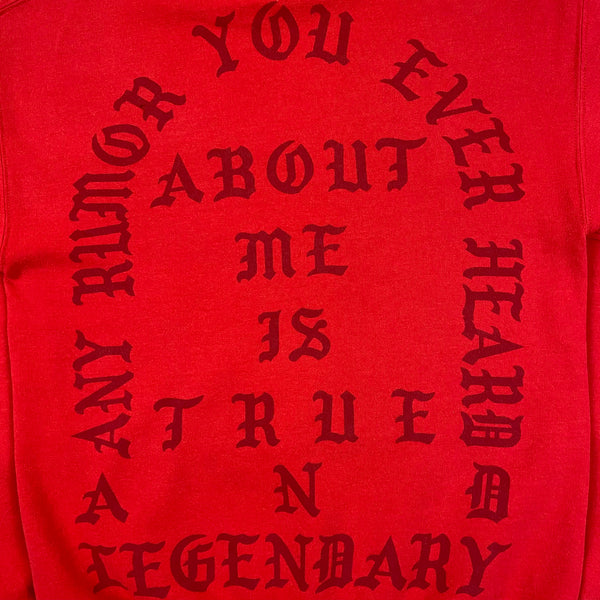 ANY RUMOR YOU EVER HEARD
ABOUT
ME
IS
TRUE
A N D
LEGENDARY